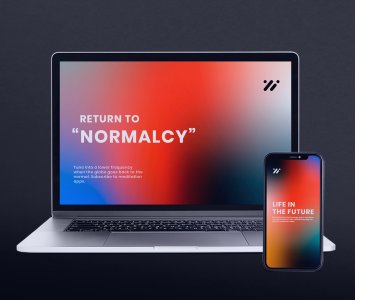 RETURN TO
“NORMALCY”
Tune into a lower frequency
when the globe goes back to the
normal. Subscribe to meditation
apps.
LIFE IN
THE FUTURE